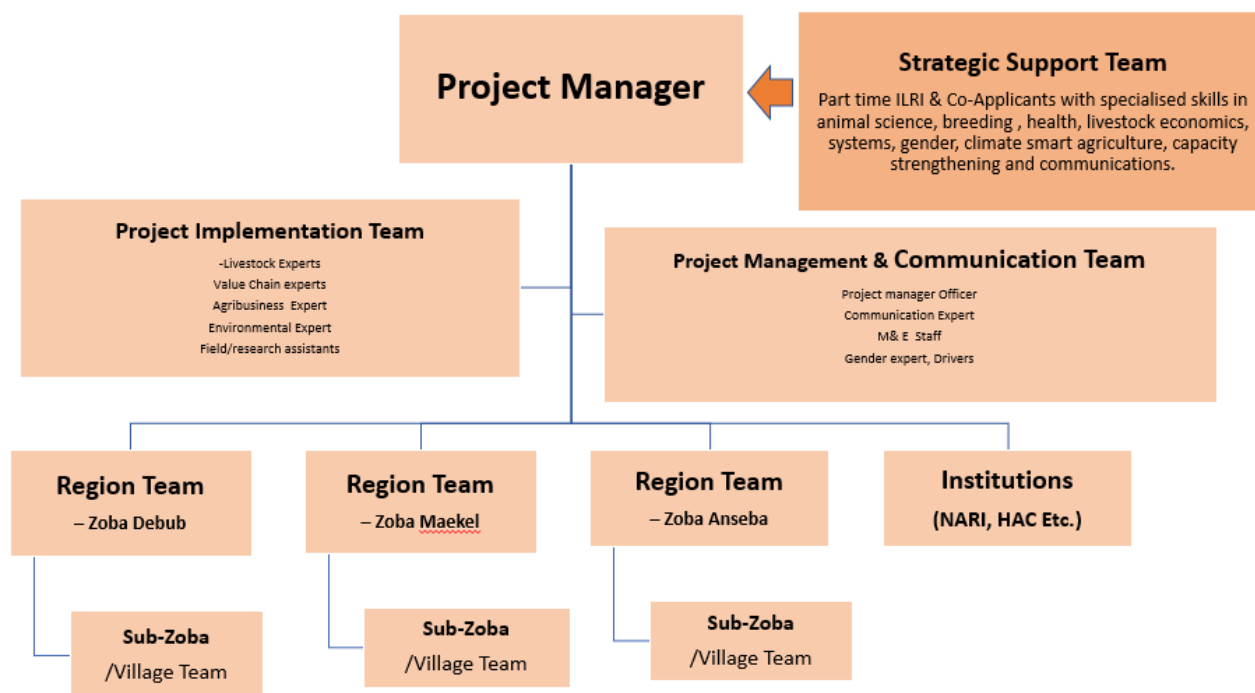 Project Manager
Strategic Support Team
Part time ILRI & Co-Applicants with specialised skills in
animal science, breeding , health, livestock economics,
systems, gender, climate smart agriculture, capacity
strengthening and communications.
Project Implementation Team
-Livestock Experts
Value Chain experts
Agribusiness Expert
Environmental Expert
Field/research assistants
Project Management & Communication Team
Project manager Officer
Communication Expert
M& E Staff
Gender expert, Drivers
Region Team
– Zoba Debub
Region Team
– Zoba Maekel
Region Team
– Zoba Anseba
Institutions
(NARI, HAC Etc.)
Sub-Zoba
/Village Team
Sub-Zoba
/Village Team
Sub-Zoba
/Village Team